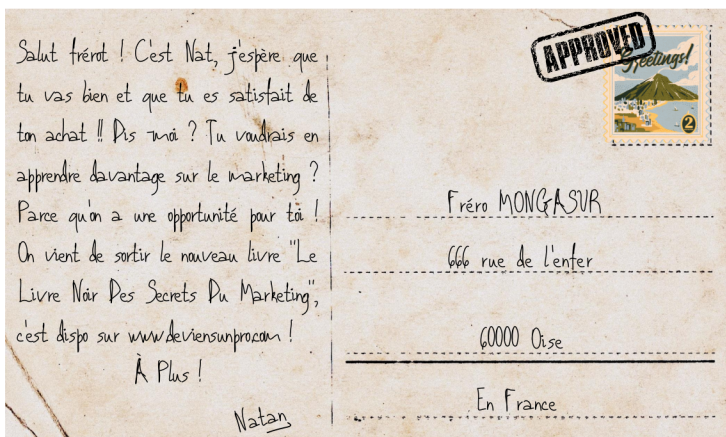 Salut frérot ! C'est Nat, j'espère que
tu vas bien et que tu es satisfait de
ton achat !! Dis moi ? Tu voudrais en
apprendre davantage sur le marketing ?
Parce qu'on a une opportunité pour toi !
On vient de sortir le nouveau livre "Le
Livre Noir Des Secrets Du Marketing",
c'est dispo sur www.deviensunpro.com !
À Plus !
Natan
APPROVED
Greetings!
2
Fréro MONGASUR
666 rue de l'enfer
60000 Oise
En France